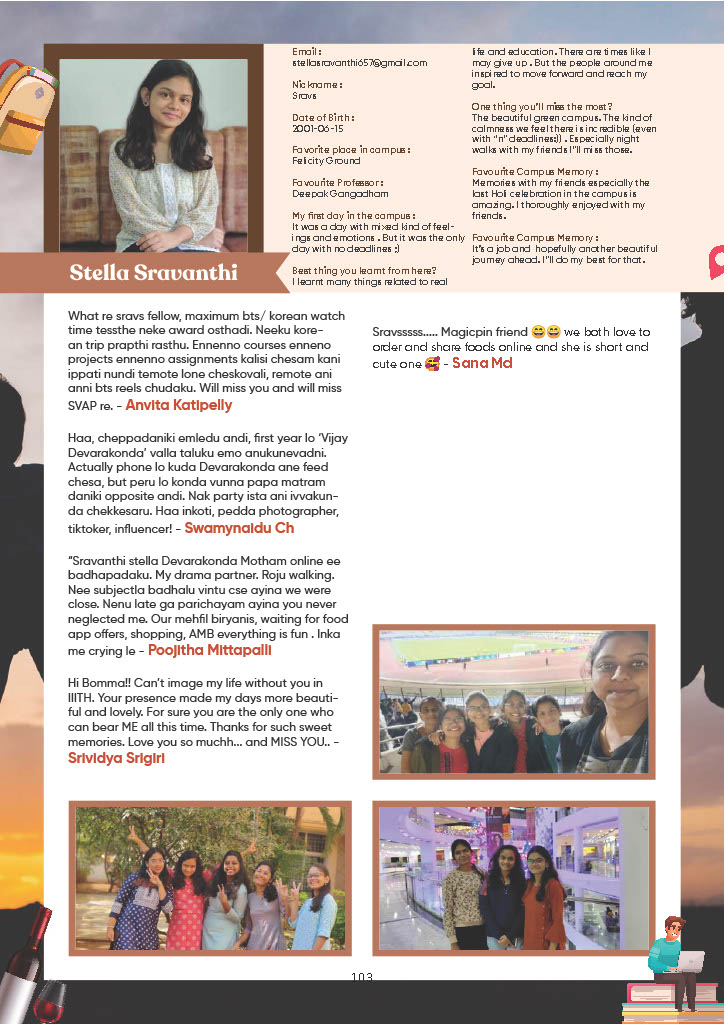 Stella Sravanthi
Email :
stellasravanthi657@gmail.com
Nickname :
Sravs
Date of Birth :
2001-06-15
Favorite place in campus :
Felicity Ground
Favourite Professor :
Deepak Gangadham
My first day in the campus :
It was a day with mixed kind of feel-
ings and emotions . But it was the only
day with no deadlines ;)
Best thing you learnt from here?
I learnt many things related to real
life and education. There are times like I
may give up . But the people around me
inspired to move forward and reach my
goal.
One thing you'll miss the most?
The beautiful green campus. The kind of
calmness we feel there is incredible (even
with "n" deadlines:)) . Especially night
walks with my friends I"ll miss those.
Favourite Campus Memory :
Memories with my friends especially the
last Holi celebration in the campus is
amazing. I thoroughly enjoyed with my
friends.
Favourite Campus Memory :
It's a job and hopefully another beautiful
journey ahead. I"ll do my best for that.
What re sravs fellow, maximum bts/ korean watch
time tessthe neke award osthadi. Neeku kore-
an trip prapthi rasthu. Ennenno courses enneno
projects ennenno assignments kalisi chesam kani
ippati nundi temote lone cheskovali, remote ani
anni bts reels chudaku. Will miss you and will miss
SVAP re. - Anvita Katipelly
Haa, cheppadaniki emledu andi, first year lo ‘Vijay
Devarakonda’ valla taluku emo anukunevadni.
Actually phone lo kuda Devarakonda ane feed
chesa, but peru lo konda vunna papa matram
daniki opposite andi. Nak party ista ani ivvakun-
da chekkesaru. Haa inkoti, pedda photographer,
tiktoker, influencer! - Swamynaidu Ch
“Sravanthi stella Devarakonda Motham online ee
badhapadaku. My drama partner. Roju walking.
Nee subjectla badhalu vintu cse ayina we were
close. Nenu late ga parichayam ayina you never
neglected me. Our mehfil biryanis, waiting for food
app offers, shopping, AMB everything is fun . Inka
me crying le - Poojitha Mittapalli
Hi Bomma!! Can’t image my life without you in
IIITH. Your presence made my days more beauti-
ful and lovely. For sure you are the only one who
can bear ME all this time. Thanks for such sweet
memories. Love you so muchh... and MISS YOU.. -
Srividya Srigiri
Sravsssss..... Magicpin friend 😄😄 we both love to
order and share foods online and she is short and
cute one 🥰 - Sana Md
103